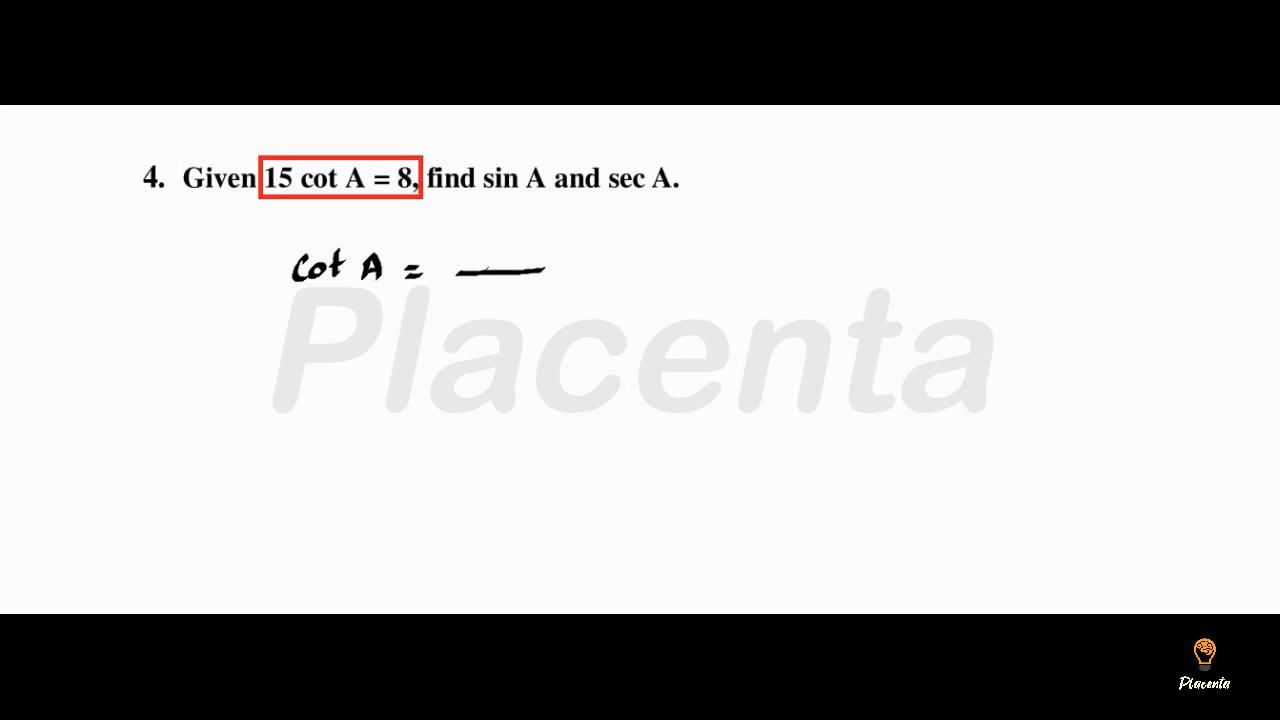 4. Given 15 cot A = 8, find sin A and sec A.
Cot A = —
Placenta
Placenta